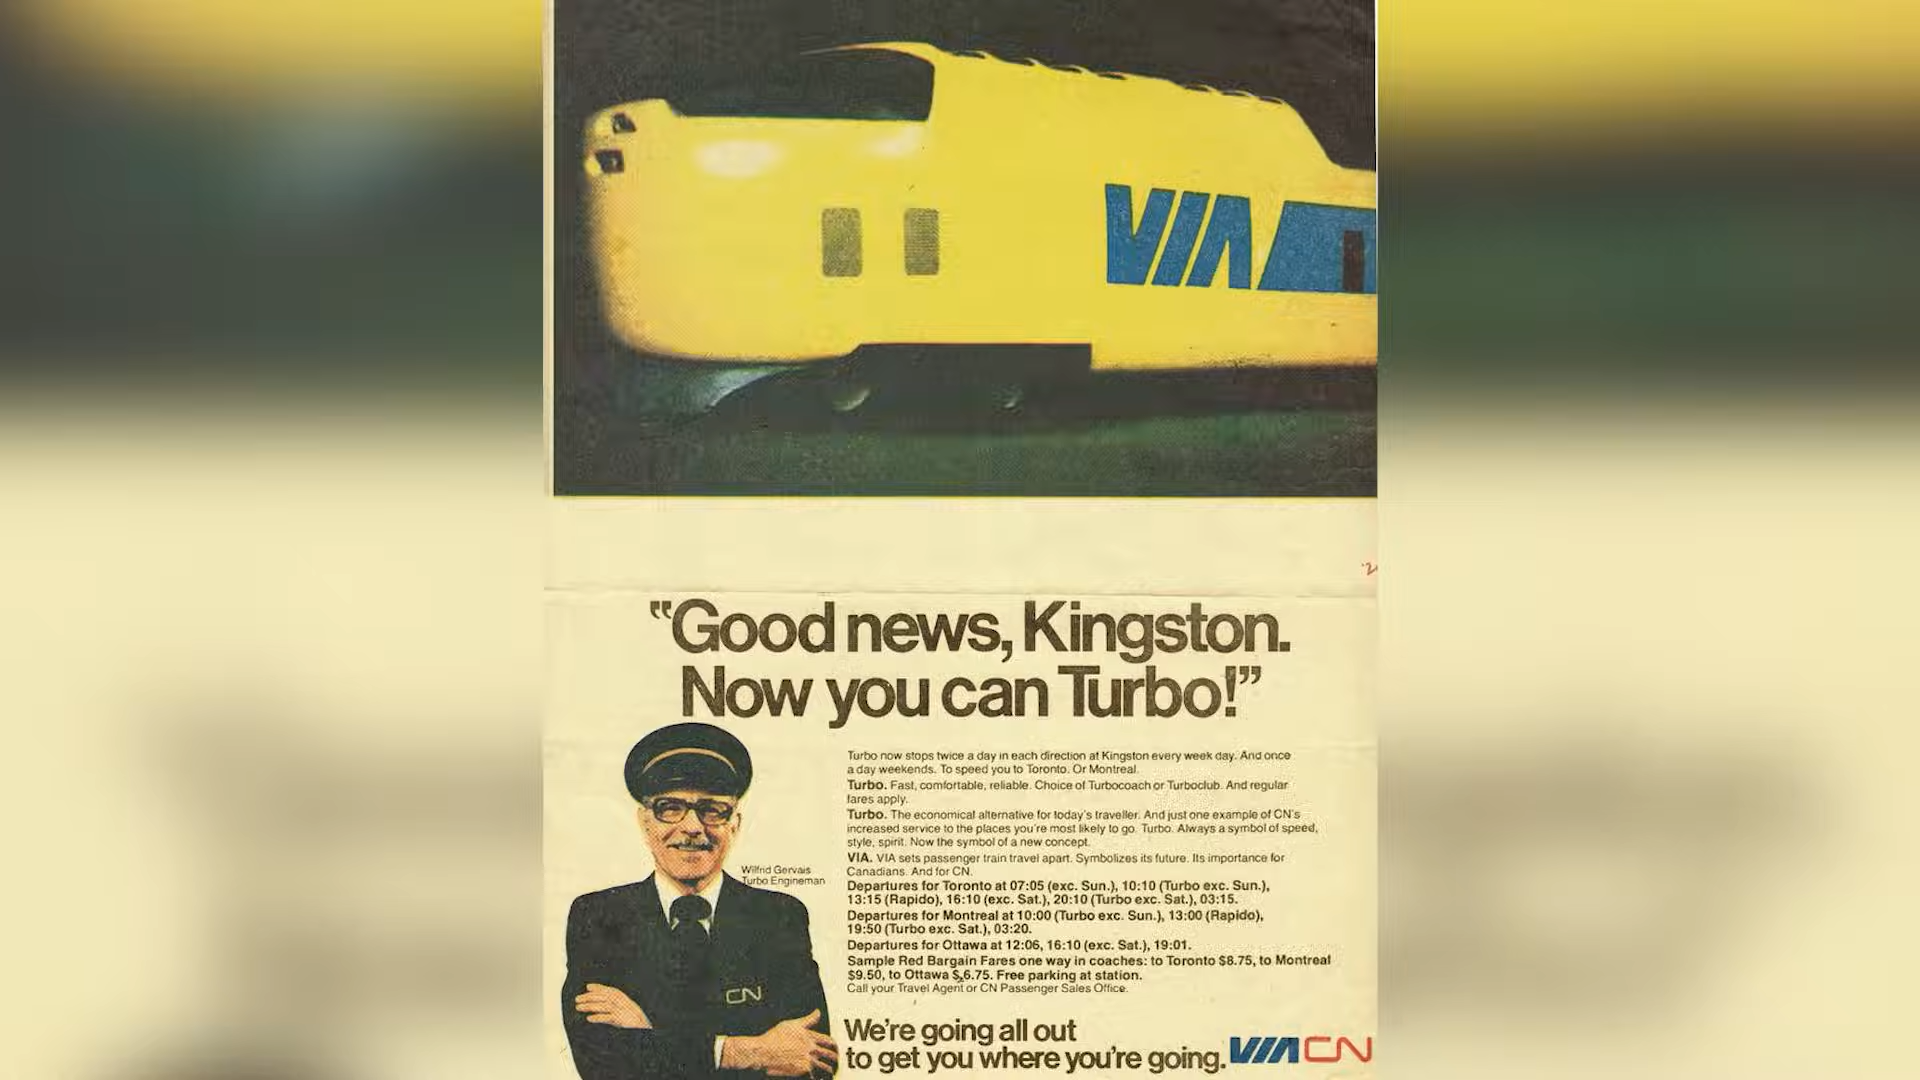 VIA
"Good news, Kingston.
Now you can Turbo!"
Turbo now stops twice a day in each direction at Kingston every week day. And once
a day weekends. To speed you to Toronto. Or Montreal.
Turbo. Fast, comfortable, reliable. Choice of Turbocoach or Turboclub. And regular
fares apply.
Turbo. The economical alternative for today's traveller. And just one example of CN's
increased service to the places you're most likely to go. Turbo. Always a symbol of speed,
style, spirit. Now the symbol of a new concept.
VIA. VIA sets passenger train travel apart. Symbolizes its future. Its importance for
Canadians. And for CN.
Departures for Toronto at 07:05 (exc. Sun.), 10:10 (Turbo exc. Sun.),
13:15 (Rapido), 16:10 (exc. Sat.), 20:10 (Turbo exc. Sat.), 03:15.
Departures for Montreal at 10:00 (Turbo exc. Sun.), 13:00 (Rapido),
19:50 (Turbo exc. Sat.), 03:20.
Departures for Ottawa at 12:06, 16:10 (exc. Sat.), 19:01.
Sample Red Bargain Fares one way in coaches: to Toronto $8.75, to Montreal
$9.50, to Ottawa $6.75. Free parking at station.
Call your Travel Agent or CN Passenger Sales Office.
Wilfrid Gervais
Turbo Engineman
CN
We're going all out
to get you where you're going.
VIA CN